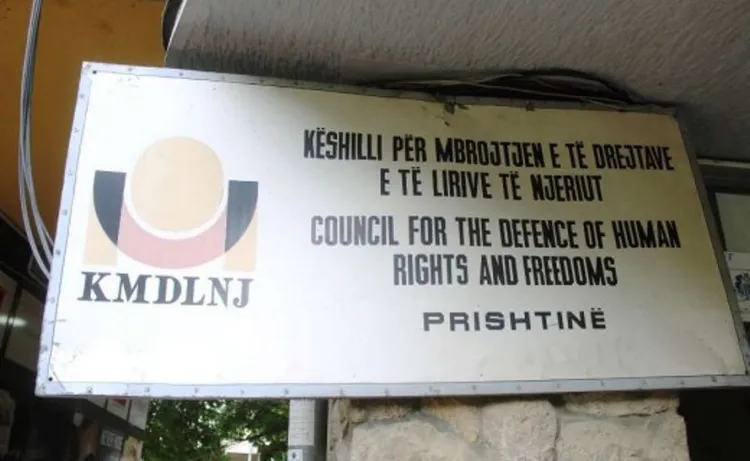 KËSHILLI PËR MBROJTJEN E TË DREJTAVE
E TË LIRIVE TË NJERIUT
COUNCIL FOR THE DEFENCE OF HUMAN
RIGHTS AND FREEDOMS
PRISHTINË
KMDLNJ